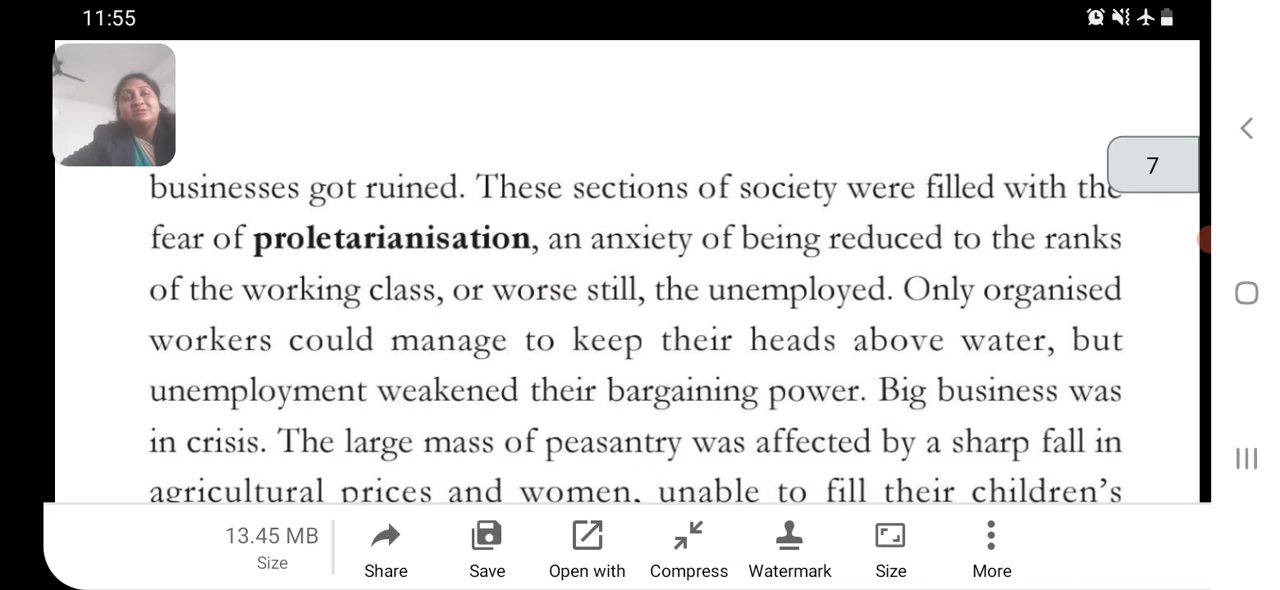 11:55
7
businesses got ruined. These sections of society were filled with the
fear of proletarianisation, an anxiety of being reduced to the ranks
of the working class, or worse still, the unemployed. Only organised
workers could manage to keep their heads above water, but
unemployment weakened their bargaining power. Big business was
in crisis. The large mass of peasantry was affected by a sharp fall in
agricultural prices and women, unable to fill their children’s
13.45 MB
Size
Share
Save
Open with
Compress
Watermark
Size
More